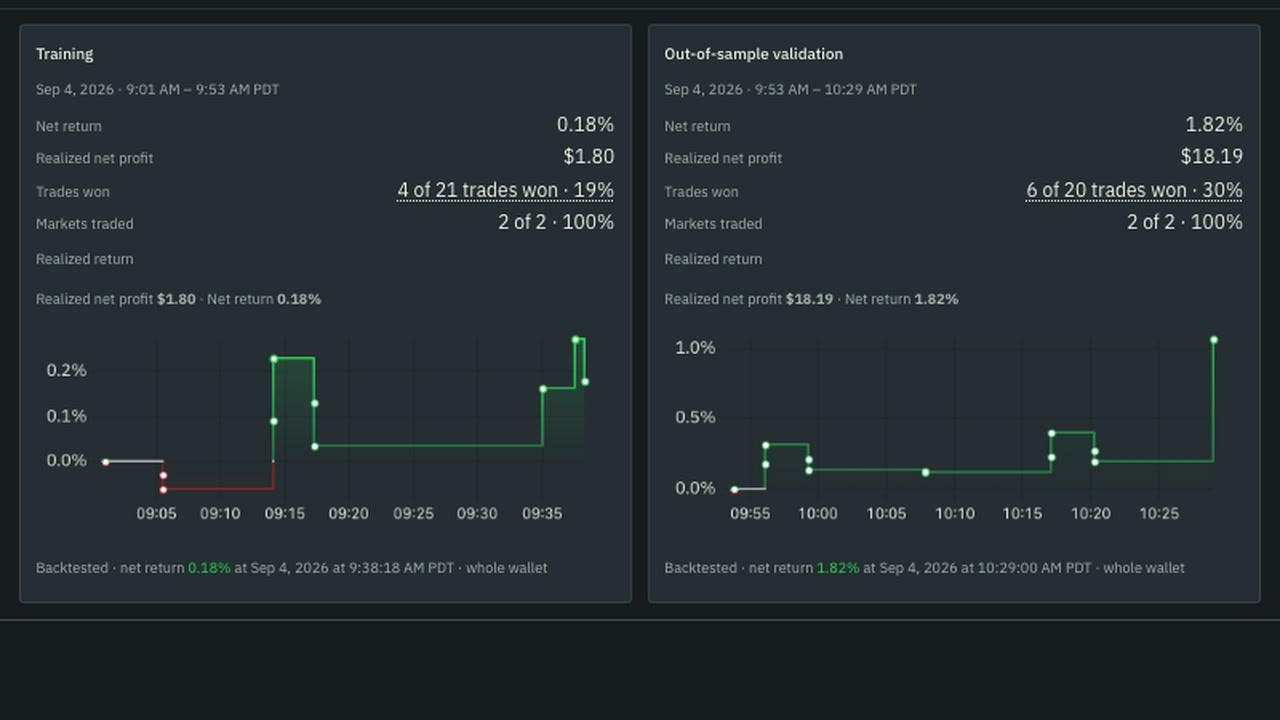 Training
Sep 4, 2026 · 9:01 AM – 9:53 AM PDT
Net return 0.18%
Realized net profit $1.80
Trades won 4 of 21 trades won · 19%
Markets traded 2 of 2 · 100%
Realized return
Realized net profit $1.80 · Net return 0.18%
0.2%
0.1%
0.0%
09:05 09:10 09:15 09:20 09:25 09:30 09:35
Backtested · net return 0.18% at Sep 4, 2026 at 9:38:18 AM PDT · whole wallet
Out-of-sample validation
Sep 4, 2026 · 9:53 AM – 10:29 AM PDT
Net return 1.82%
Realized net profit $18.19
Trades won 6 of 20 trades won · 30%
Markets traded 2 of 2 · 100%
Realized return
Realized net profit $18.19 · Net return 1.82%
1.0%
0.5%
0.0%
09:55 10:00 10:05 10:10 10:15 10:20 10:25
Backtested · net return 1.82% at Sep 4, 2026 at 10:29:00 AM PDT · whole wallet